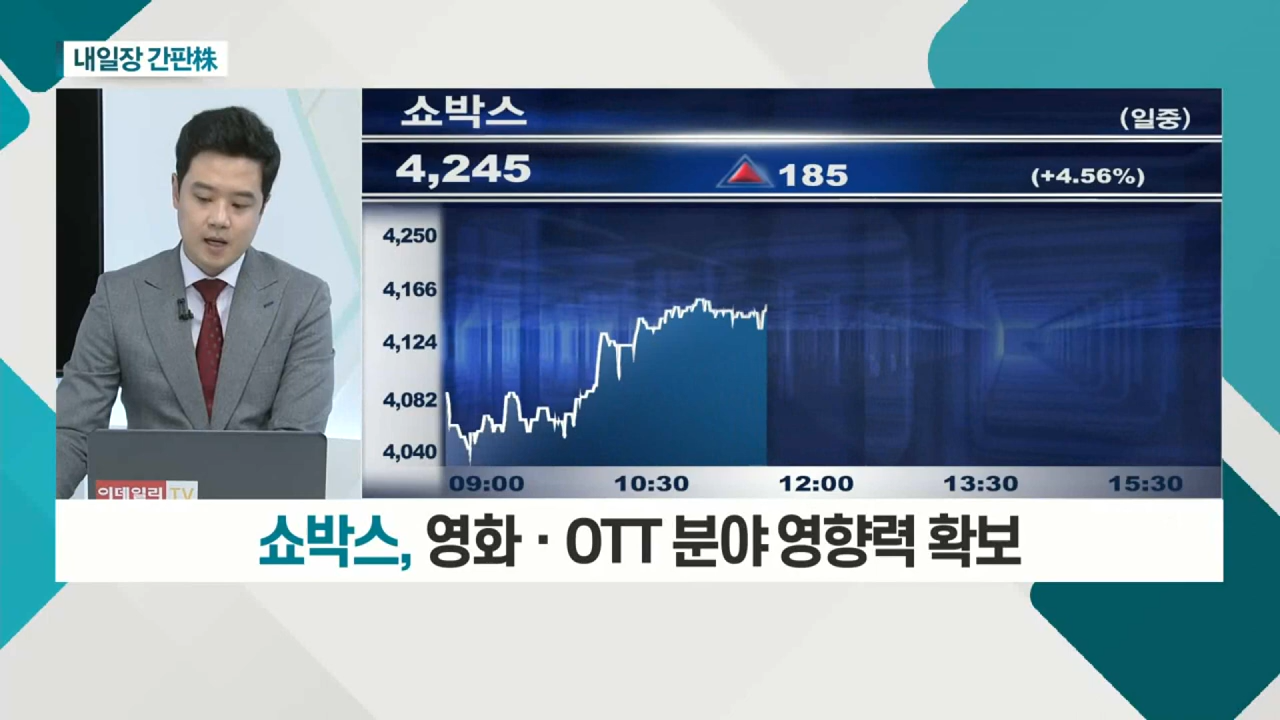 내일장 간판株
쇼박스
(일중)
4,245
185
(+4.56%)
4,250
4,166
4,124
4,082
4,040
09:00
10:30
12:00
13:30
15:30
이데일리 TV
쇼박스, 영화·OTT 분야 영향력 확보